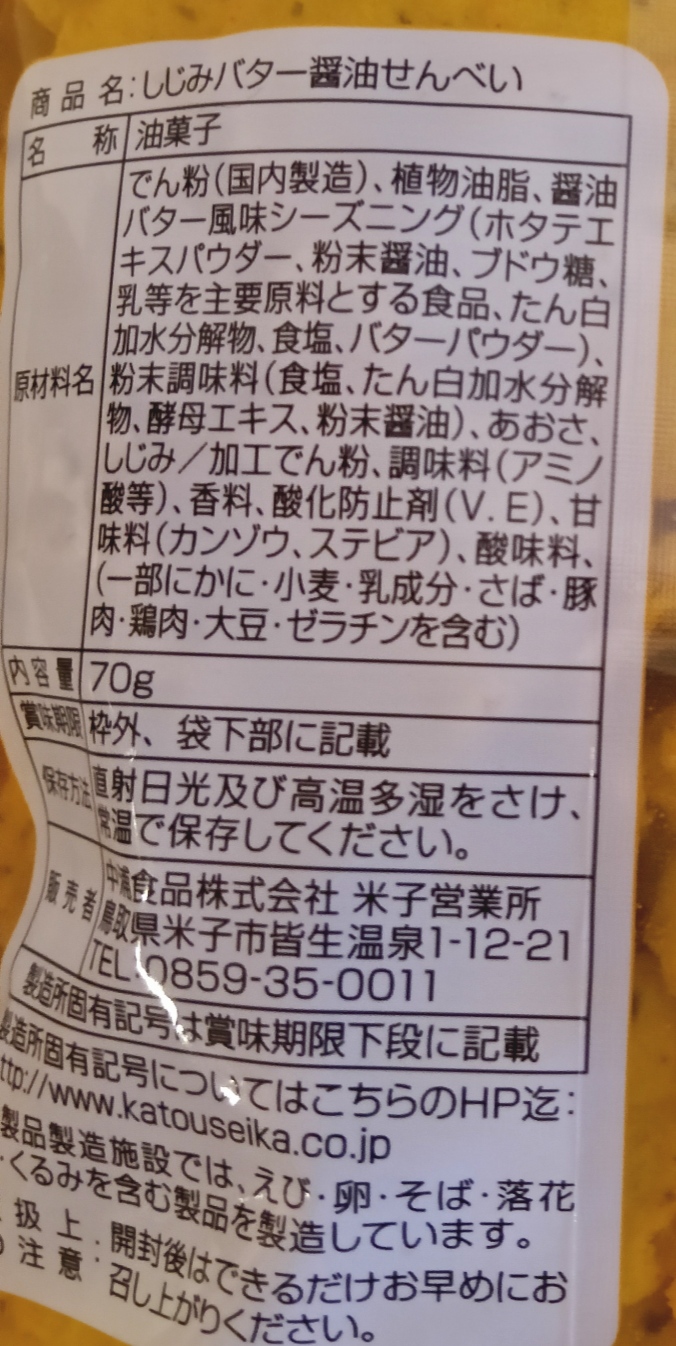 商品名:しじみバター醤油せんべい
名称 油菓子
原材料名
でん粉(国内製造)、植物油脂、醤油
バター風味シーズニング(ホタテエ
キスパウダー、粉末醤油、ブドウ糖、
乳等を主要原料とする食品、たん白
加水分解物、食塩、バターパウダー)、
粉末調味料(食塩、たん白加水分解
物、酵母エキス、粉末醤油)、あおさ、
しじみ/加工でん粉、調味料(アミノ
酸等)、香料、酸化防止剤(V.E)、甘
味料(カンゾウ、ステビア)、酸味料、
(一部にかに・小麦・乳成分・さば・豚
肉・鶏肉・大豆・ゼラチンを含む)
内容量 70g
賞味期限 枠外、袋下部に記載
保存方法 直射日光及び高温多湿をさけ、
常温で保存してください。
販売者 中浦食品株式会社 米子営業所
鳥取県米子市皆生温泉1-12-21
TEL 0859-35-0011
製造所固有記号は賞味期限下段に記載
製造所固有記号についてはこちらのHP迄:
ttp://www.katouseika.co.jp
製品製造施設では、えび・卵・そば・落花
・くるみを含む製品を製造しています。
扱上 開封後はできるだけお早めにお
の注意 召し上がりください。